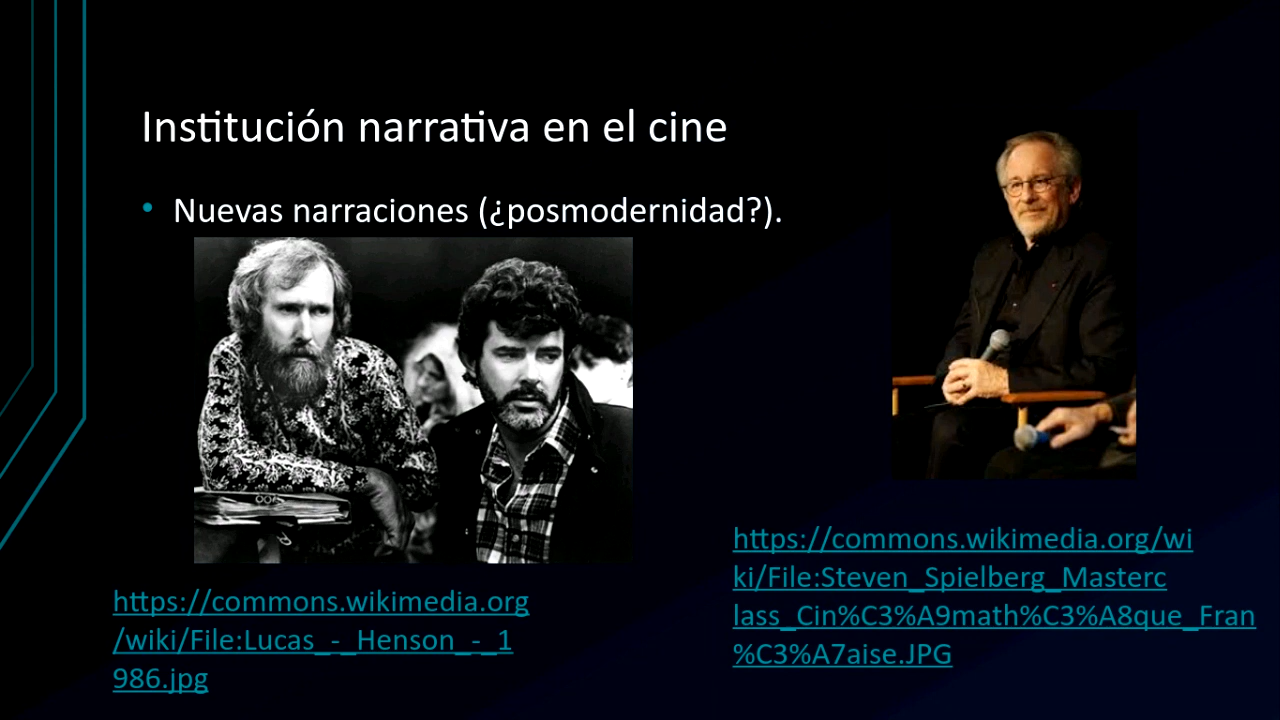 Institución narrativa en el cine
• Nuevas narraciones (¿posmodernidad?).
https://commons.wikimedia.org
/wiki/File:Lucas_-_Henson_-_1
986.jpg
https://commons.wikimedia.org/wi
ki/File:Steven_Spielberg_Masterc
lass_Cin%C3%A9math%C3%A8que_Fran
%C3%A7aise.JPG